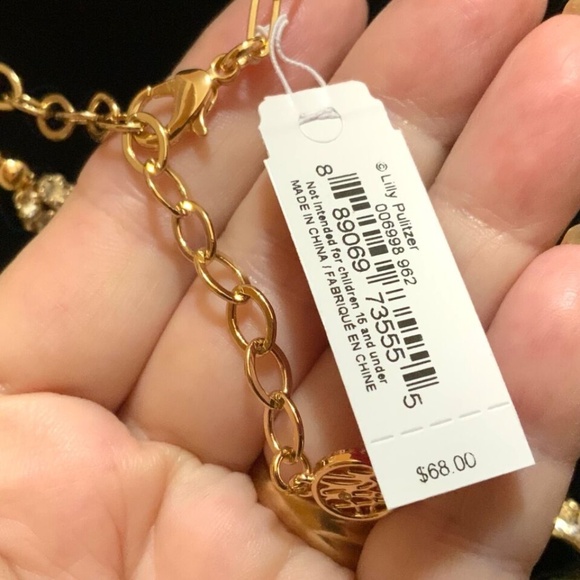 © Lilly Pulitzer
006998 962
8 89069 73555 5
Not intended for children 15 and under
MADE IN CHINA / FABRIQUÉ EN CHINE
$68.00